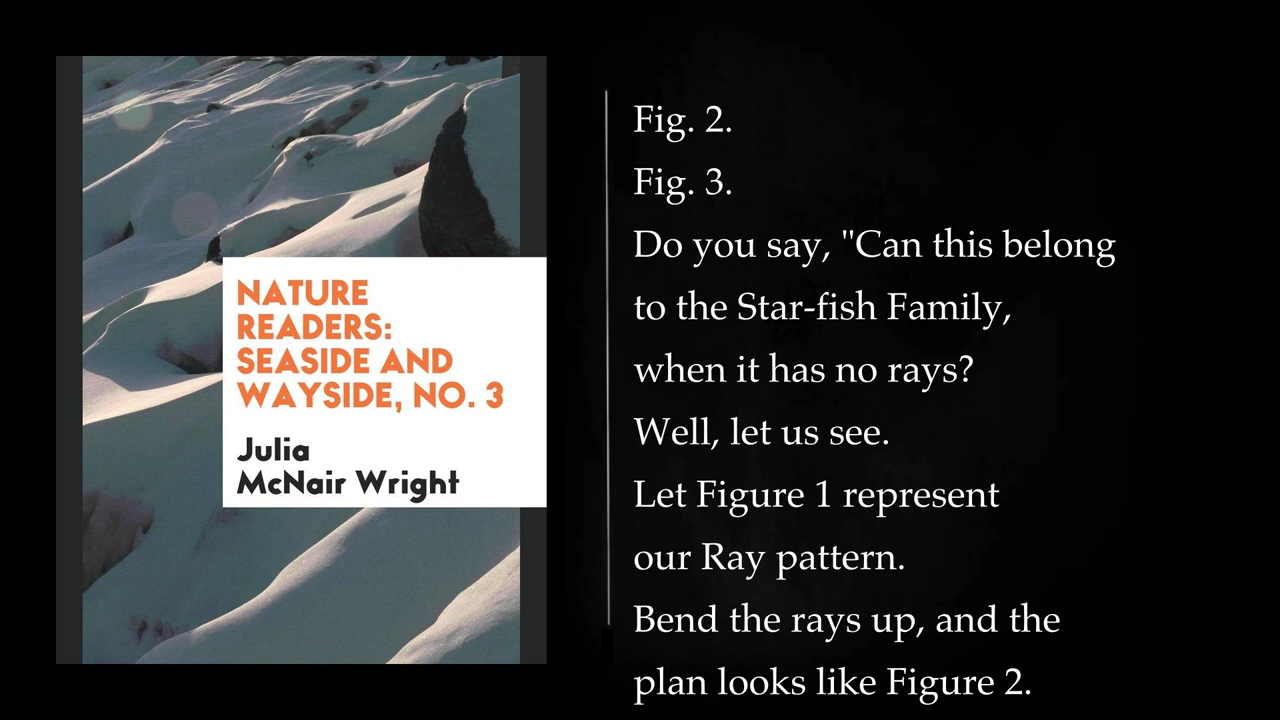 NATURE
READERS:
SEASIDE AND
WAYSIDE, NO. 3
Julia
McNair Wright
Fig. 2.
Fig. 3.
Do you say, "Can this belong
to the Star-fish Family,
when it has no rays?
Well, let us see.
Let Figure 1 represent
our Ray pattern.
Bend the rays up, and the
plan looks like Figure 2.